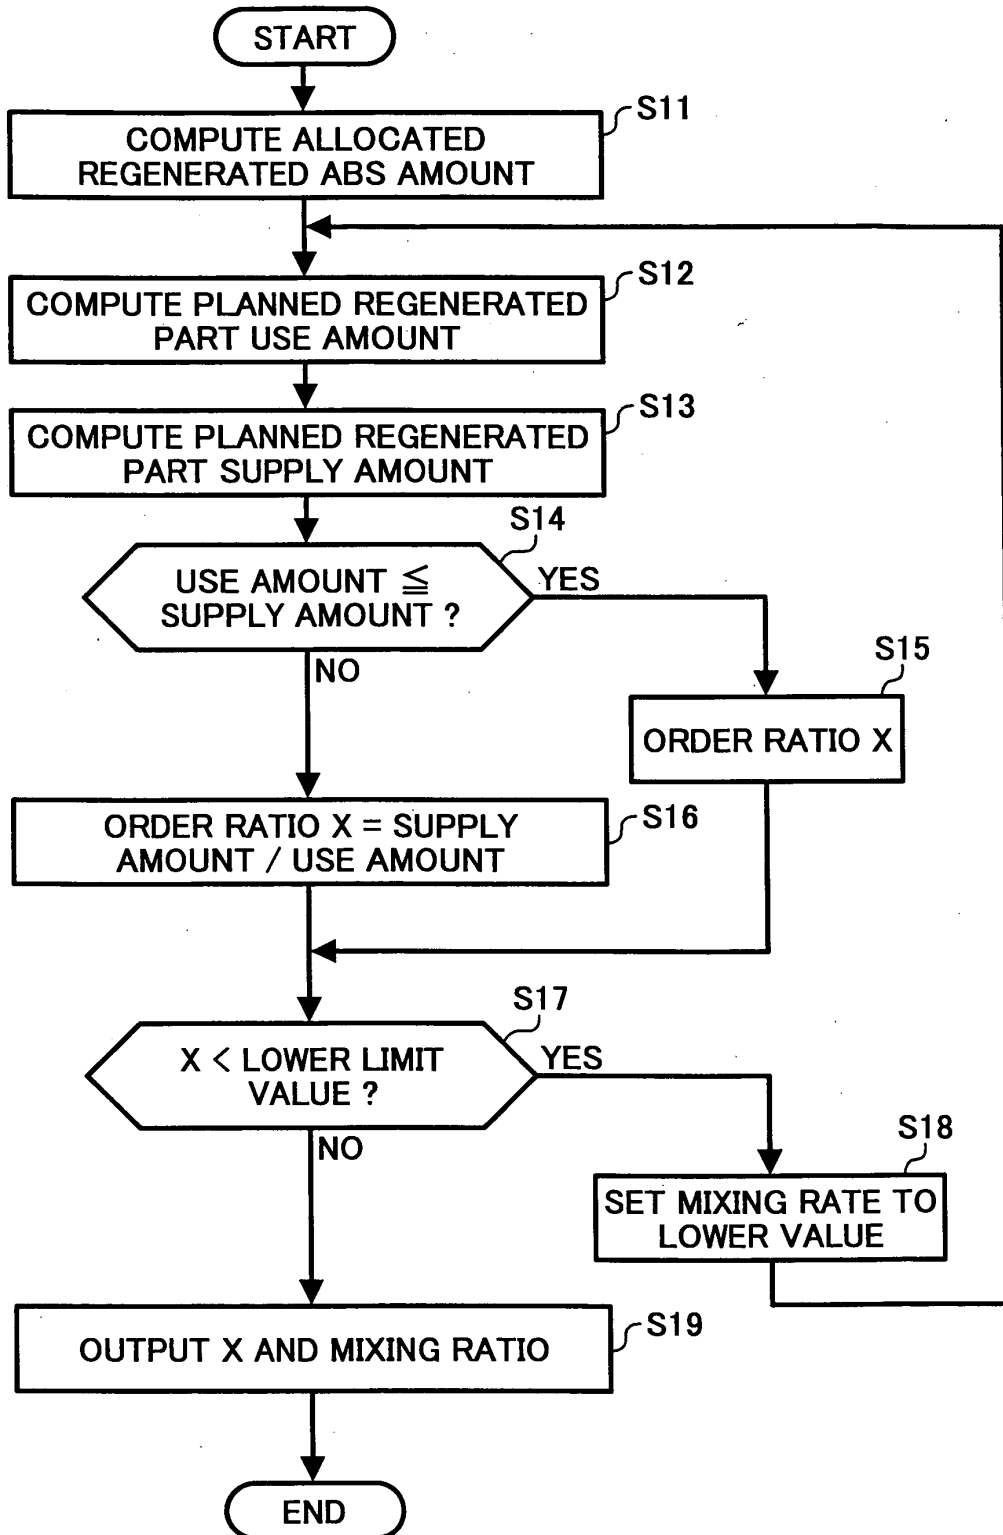 START
S11
COMPUTE ALLOCATED
REGENERATED ABS AMOUNT
S12
COMPUTE PLANNED REGENERATED
PART USE AMOUNT
S13
COMPUTE PLANNED REGENERATED
PART SUPPLY AMOUNT
S14
USE AMOUNT ≦
SUPPLY AMOUNT ?
YES
NO
S15
ORDER RATIO X
S16
ORDER RATIO X = SUPPLY
AMOUNT / USE AMOUNT
S17
X < LOWER LIMIT
VALUE ?
YES
NO
S18
SET MIXING RATE TO
LOWER VALUE
S19
OUTPUT X AND MIXING RATIO
END